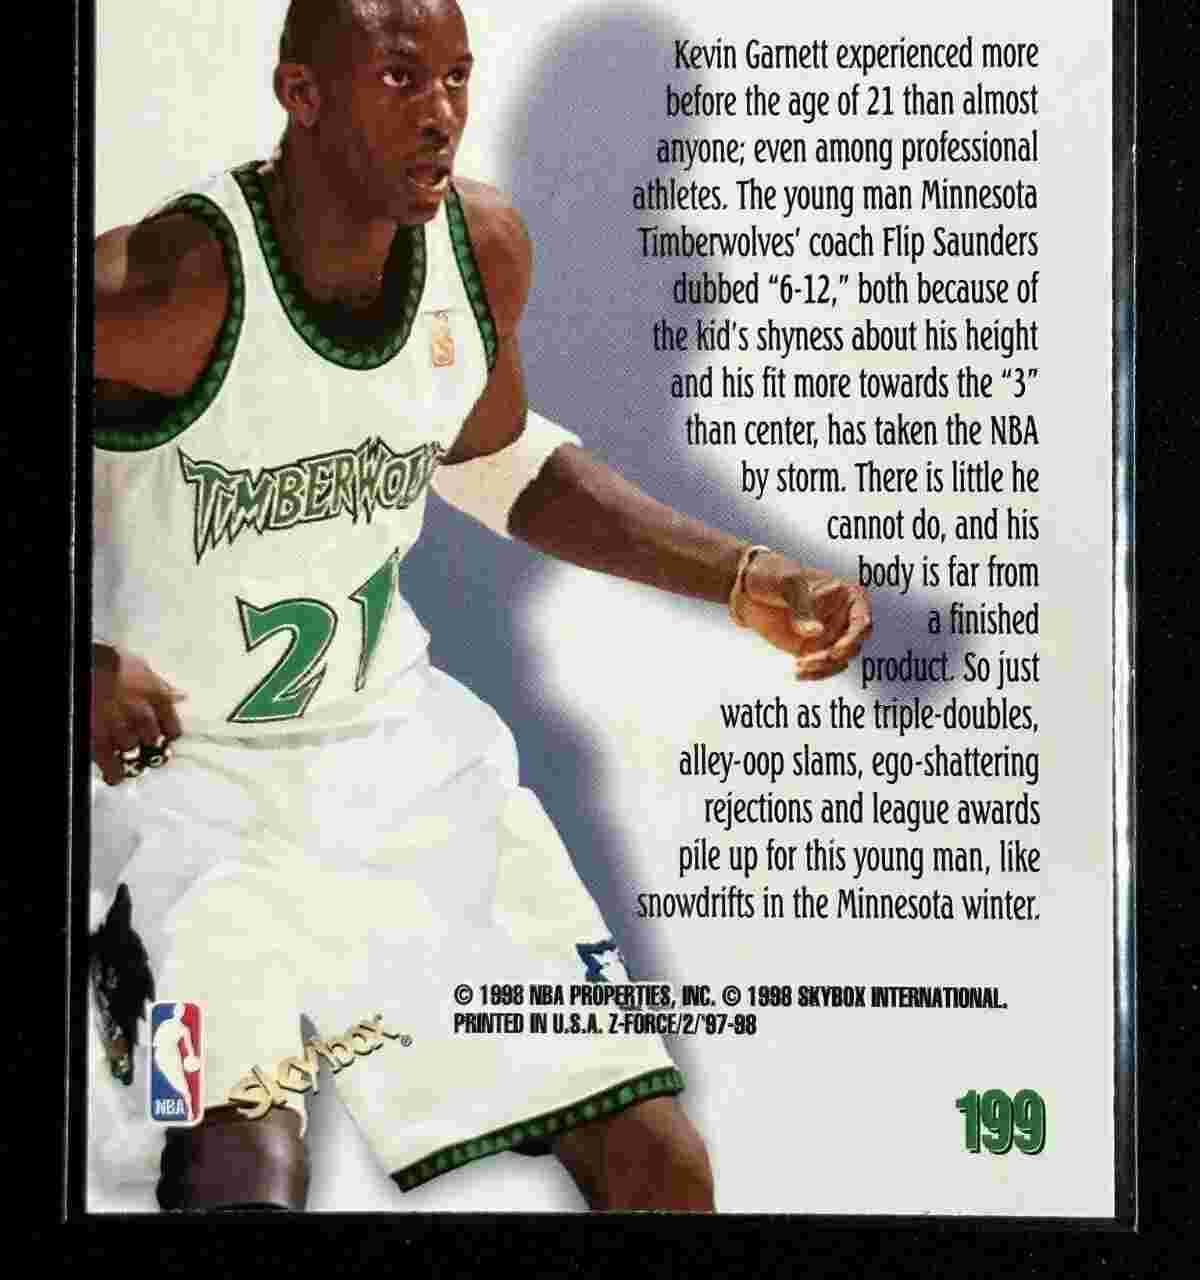 Kevin Garnett experienced more
before the age of 21 than almost
anyone; even among professional
athletes. The young man Minnesota
Timberwolves' coach Flip Saunders
dubbed “6-12,” both because of
the kid's shyness about his height
and his fit more towards the “3”
than center, has taken the NBA
by storm. There is little he
cannot do, and his
body is far from
a finished
product. So just
watch as the triple-doubles,
alley-oop slams, ego-shattering
rejections and league awards
pile up for this young man, like
snowdrifts in the Minnesota winter.
TIMBERWOLV
21
© 1998 NBA PROPERTIES, INC. © 1998 SKYBOX INTERNATIONAL.
PRINTED IN U.S.A. Z-FORCE/2/'97-98
NBA
Skybox®
199